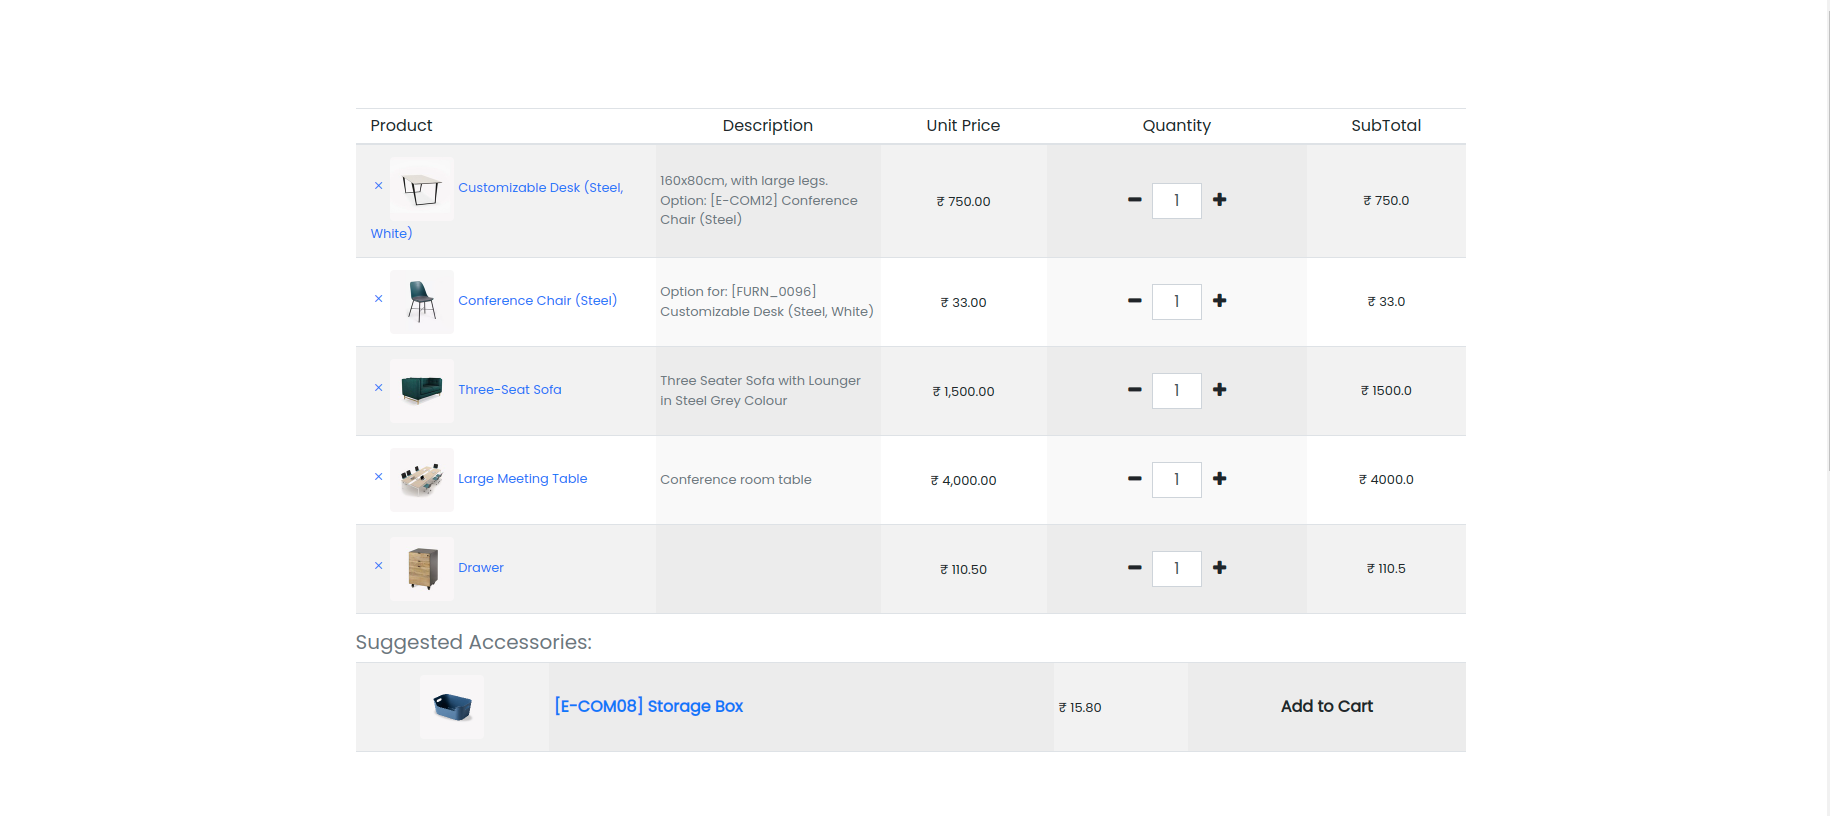 Product Description Unit Price Quantity SubTotal
× Customizable Desk (Steel,
White)
160x80cm, with large legs.
Option: [E-COM12] Conference
Chair (Steel)
₹ 750.00 1 ₹ 750.0
× Conference Chair (Steel)
Option for: [FURN_0096]
Customizable Desk (Steel, White)
₹ 33.00 1 ₹ 33.0
× Three-Seat Sofa
Three Seater Sofa with Lounger
in Steel Grey Colour
₹ 1,500.00 1 ₹ 1500.0
× Large Meeting Table Conference room table ₹ 4,000.00 1 ₹ 4000.0
× Drawer ₹ 110.50 1 ₹ 110.5
Suggested Accessories:
[E-COM08] Storage Box ₹ 15.80 Add to Cart